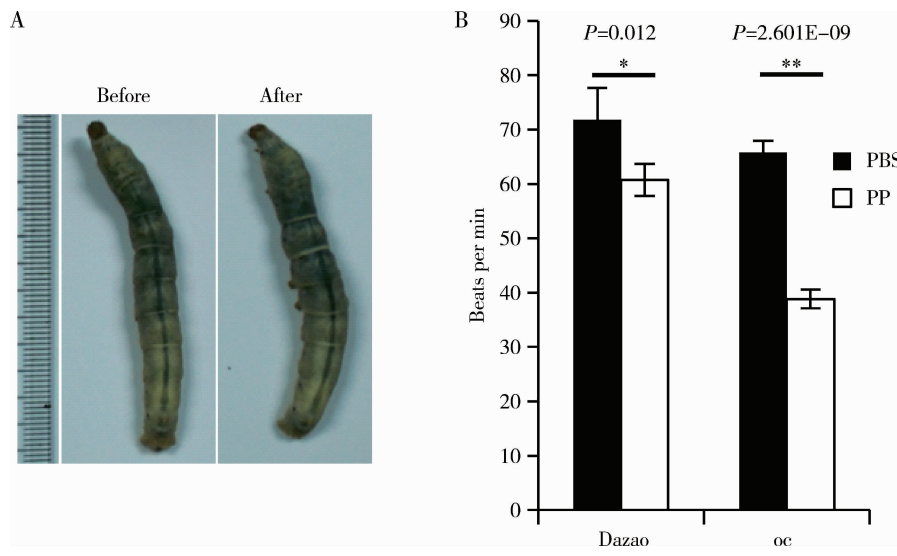 A
Before
After
B
Beats per min
90
80
70
60
50
40
30
20
10
0
P=0.012
P=2.601E-09
*
**
PBS
PP
Dazao
oc